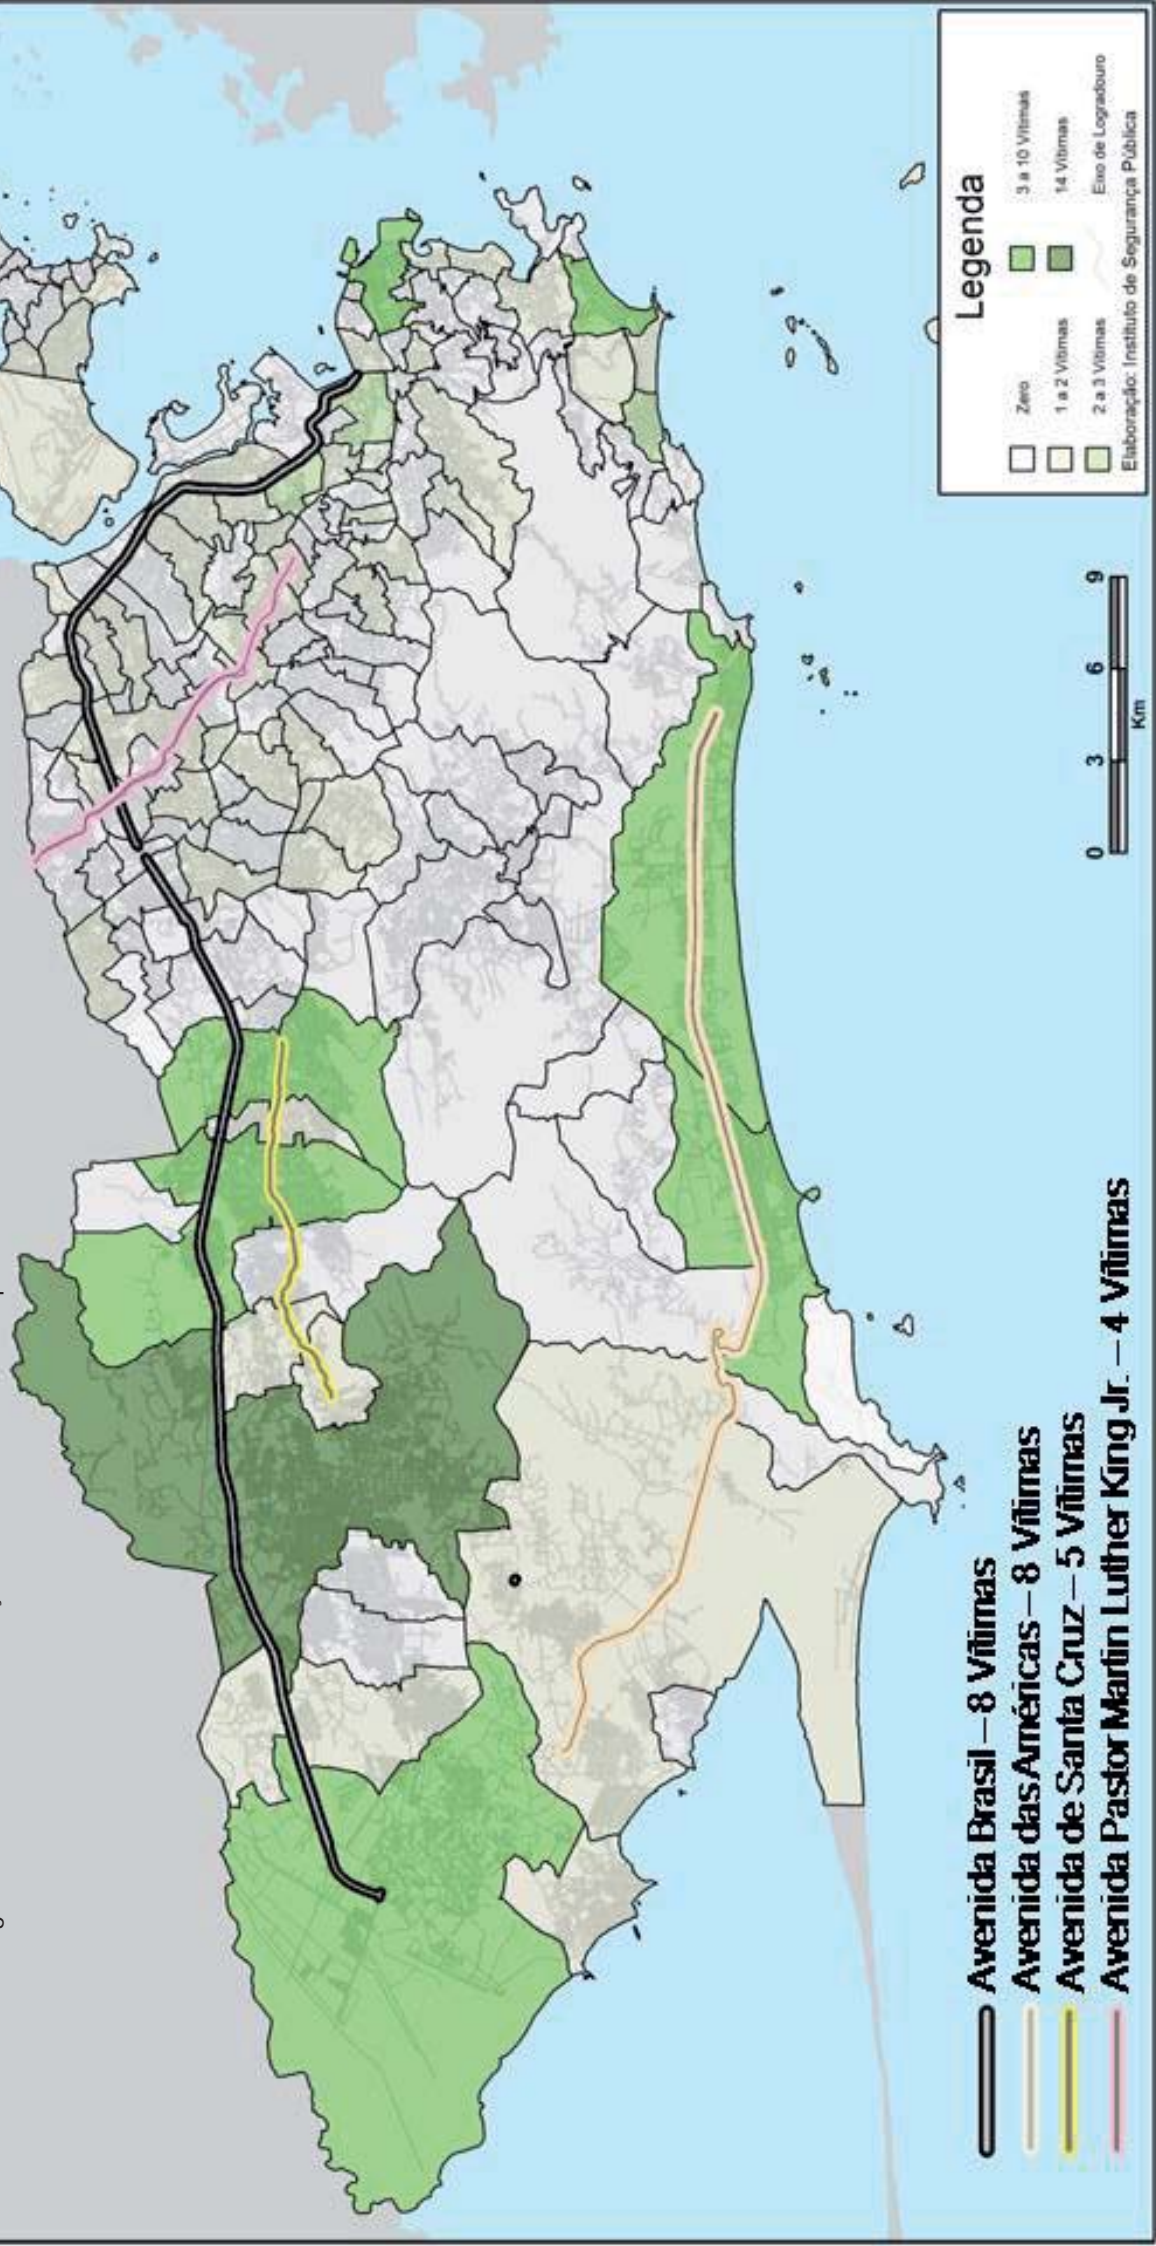 Legenda
Zero
3 a 10 Vítimas
1 a 2 Vítimas
14 Vítimas
2 a 3 Vítimas
Eixo de Logradouro
Elaboração: Instituto de Segurança Pública
0 3 6 9
Km
Avenida Brasil – 8 Vítimas
Avenida das Américas – 8 Vítimas
Avenida de Santa Cruz – 5 Vítimas
Avenida Pastor Martin Luther King Jr. – 4 Vítimas